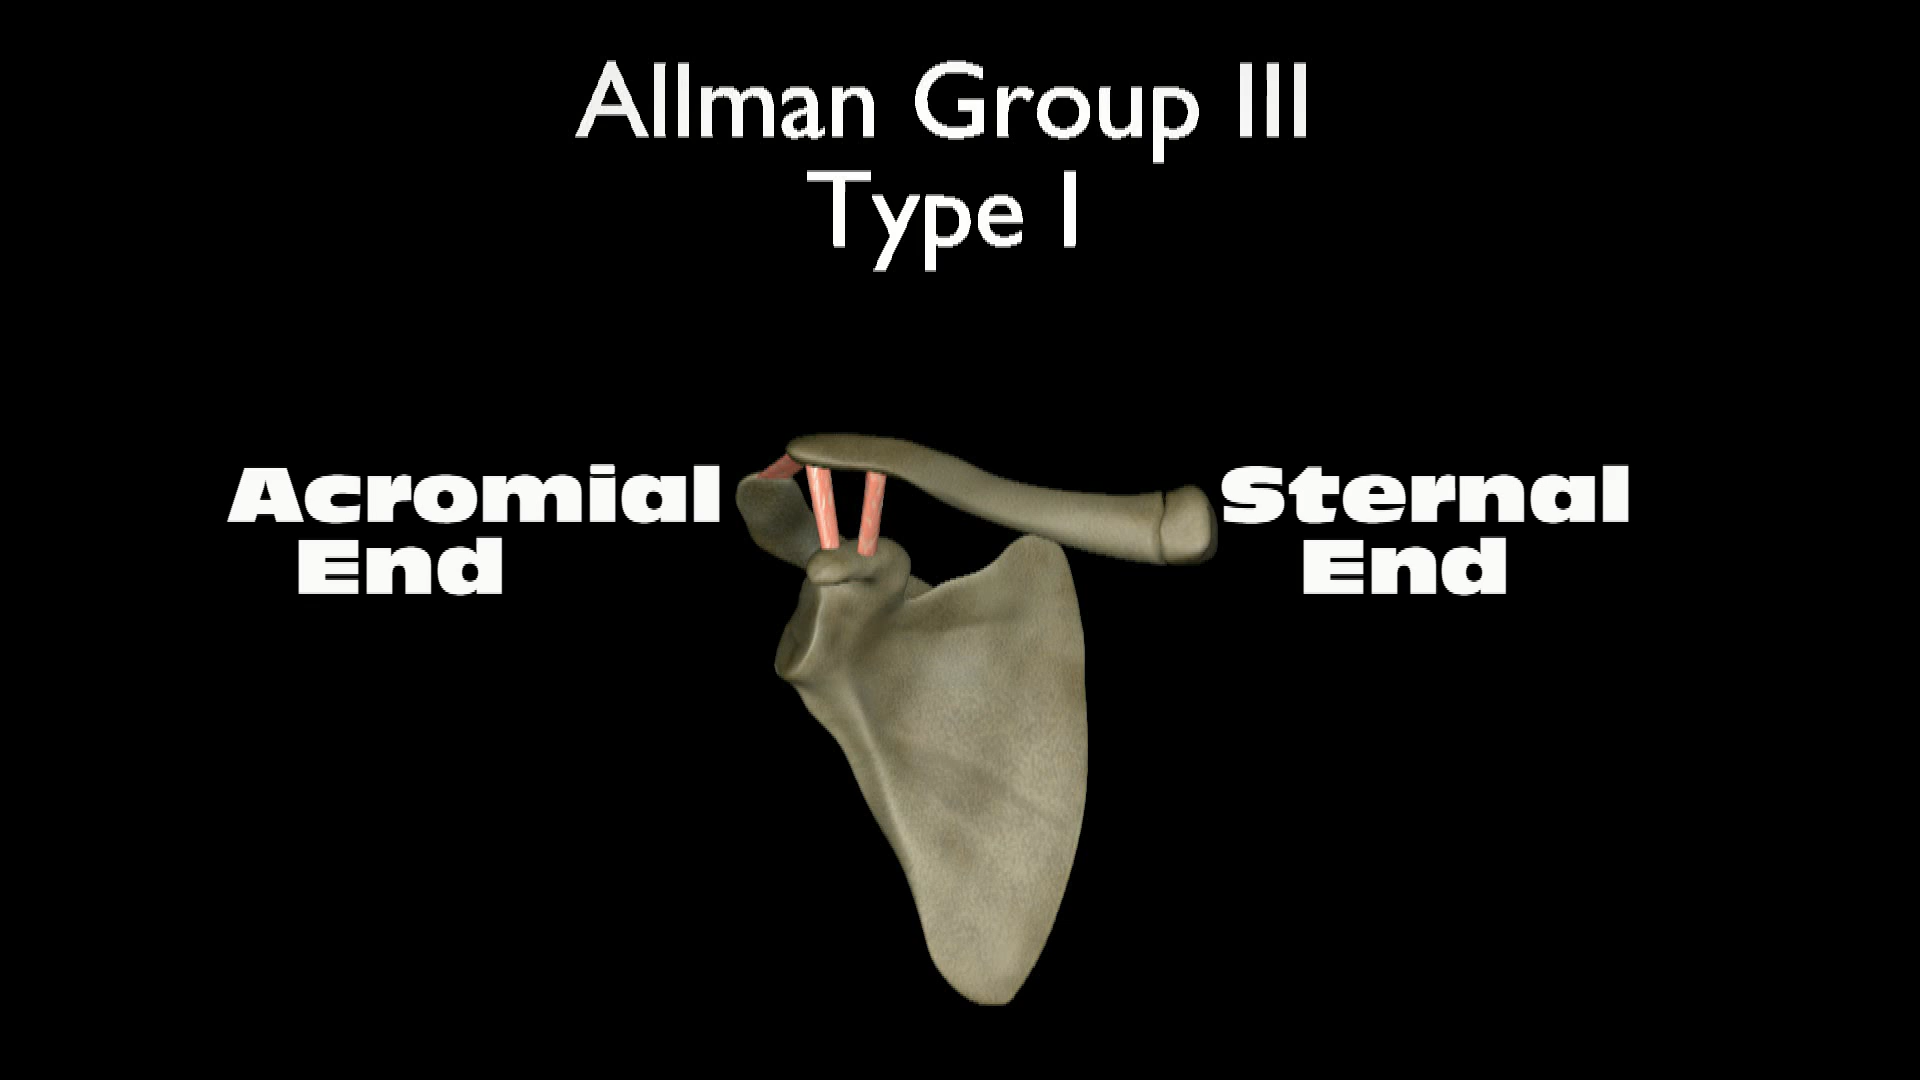 Allman Group III
Type I
Acromial
End
Sternal
End